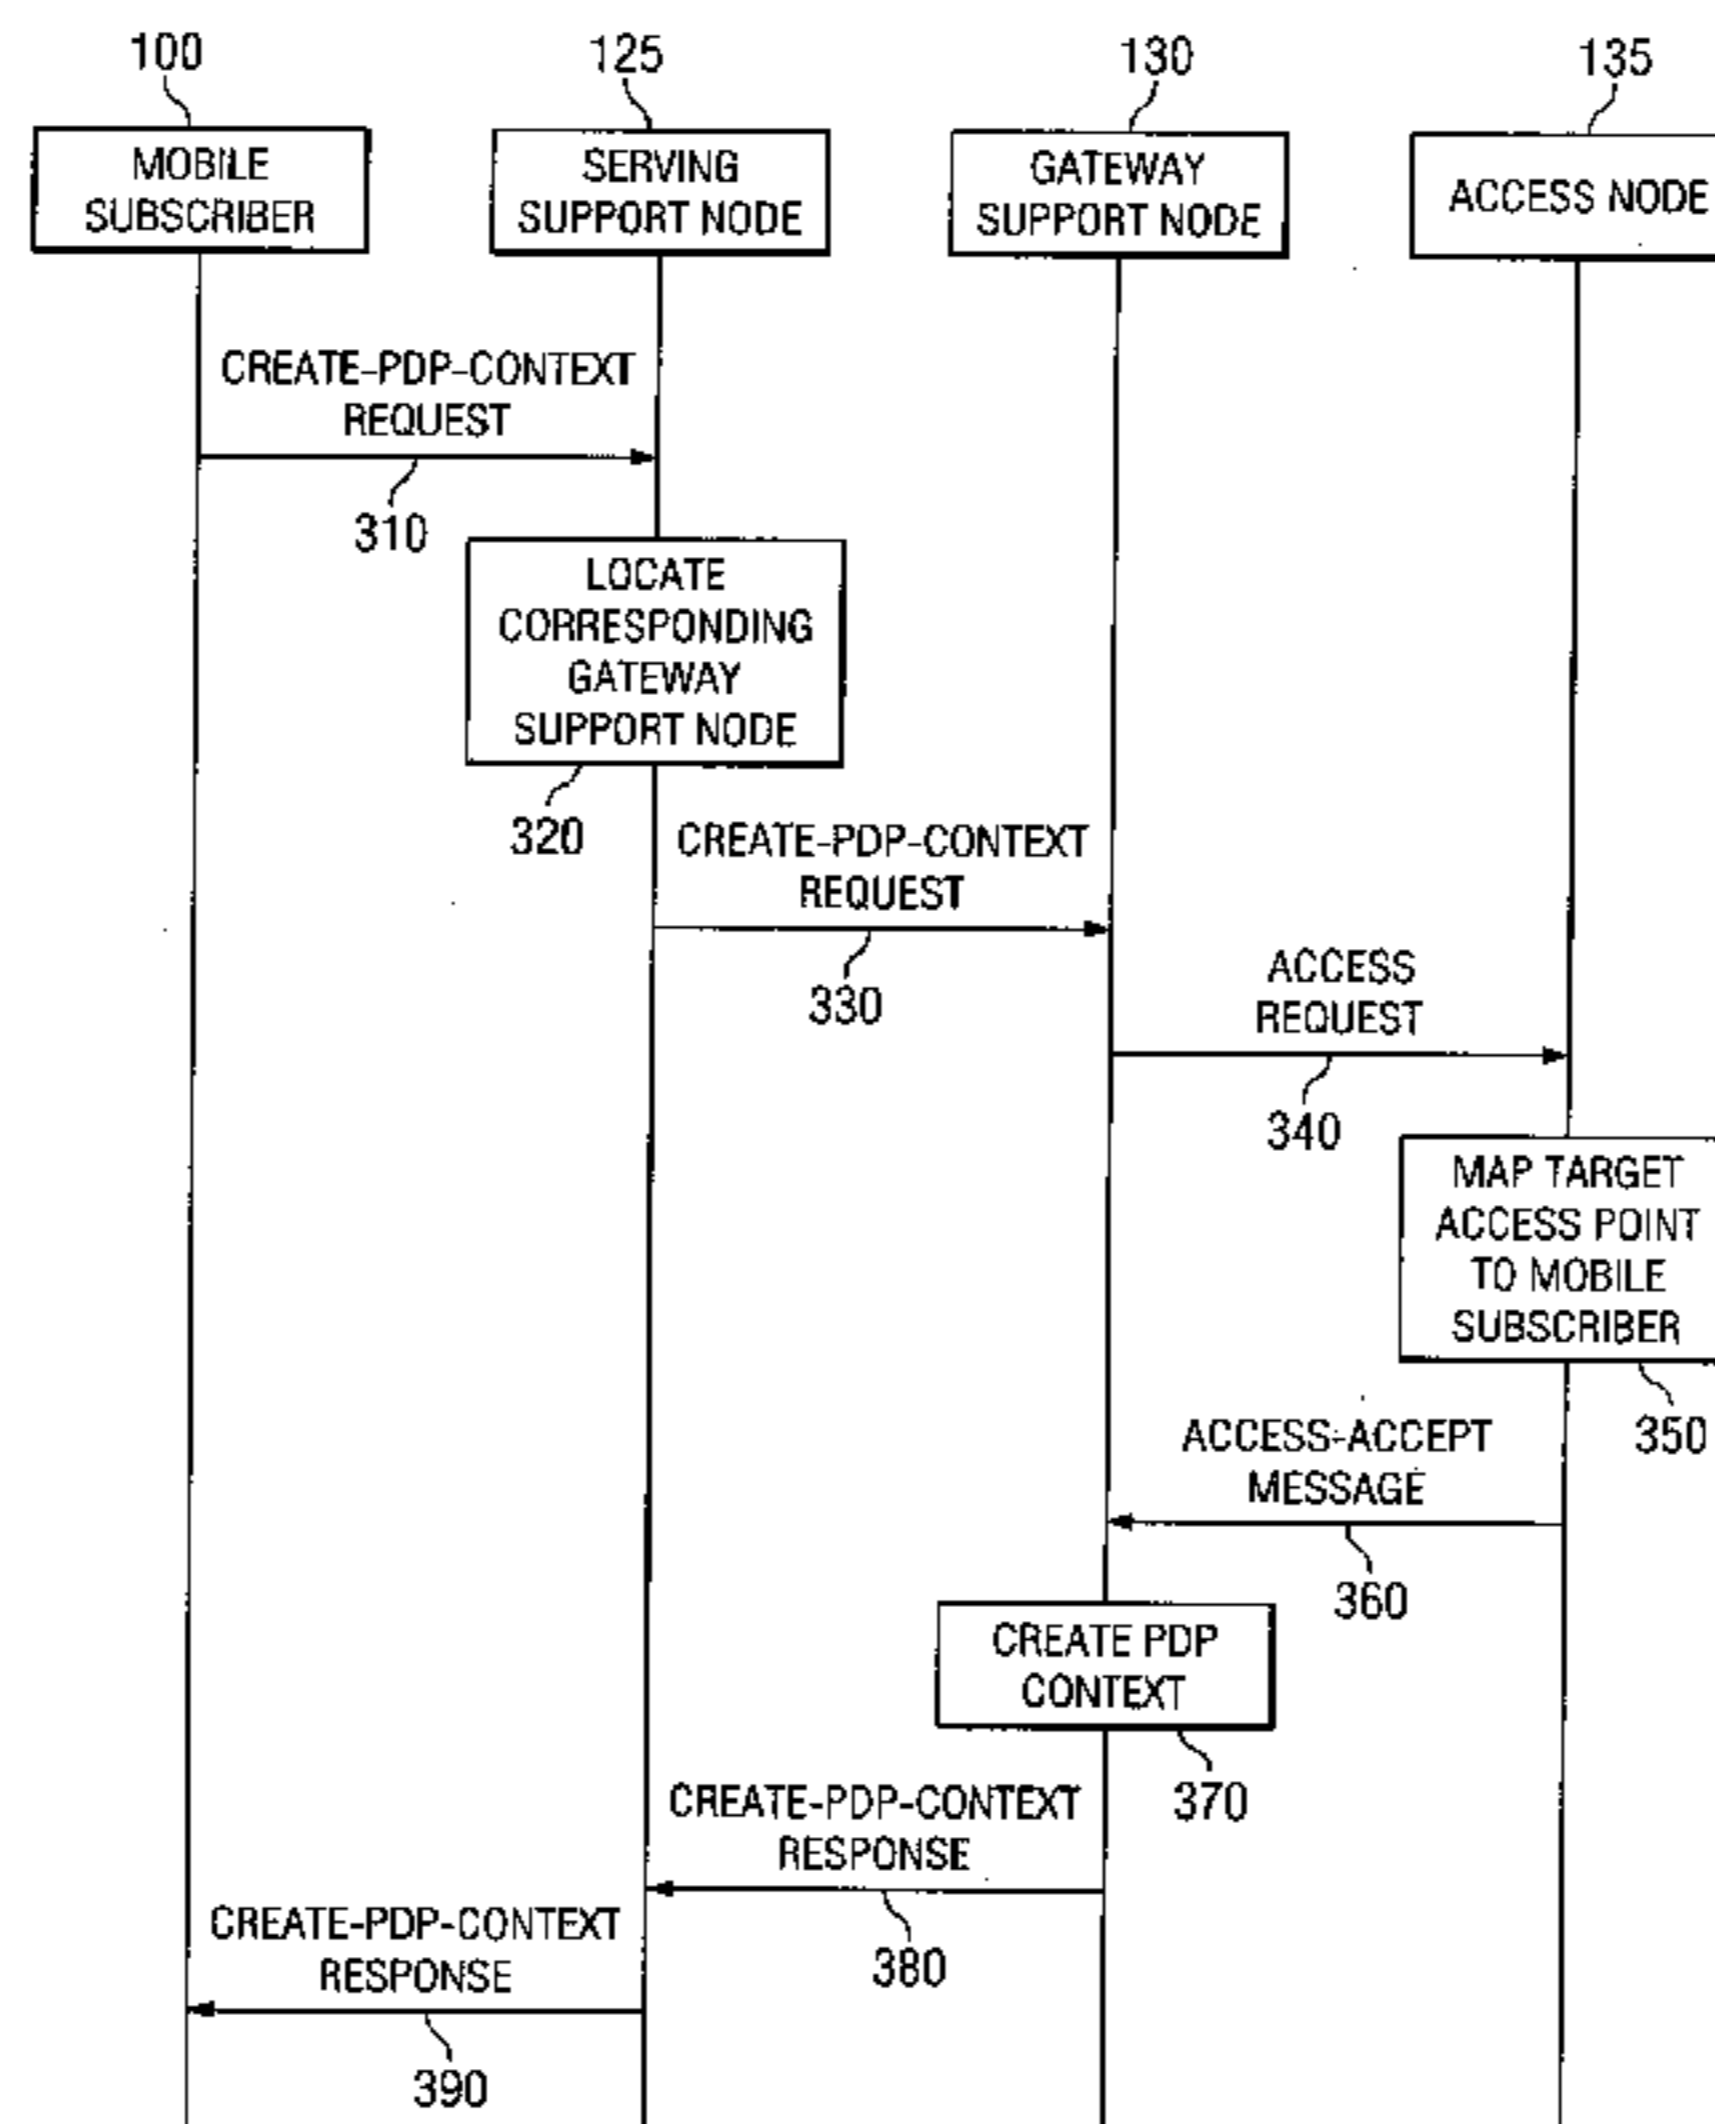 100
125
130
135
MOBILE
SUBSCRIBER
SERVING
SUPPORT NODE
GATEWAY
SUPPORT NODE
ACCESS NODE
CREATE-PDP-CONTEXT
REQUEST
310
LOCATE
CORRESPONDING
GATEWAY
SUPPORT NODE
320
CREATE-PDP-CONTEXT
REQUEST
330
ACCESS
REQUEST
340
MAP TARGET
ACCESS POINT
TO MOBILE
SUBSCRIBER
350
ACCESS-ACCEPT
MESSAGE
360
CREATE PDP
CONTEXT
370
CREATE-PDP-CONTEXT
RESPONSE
380
CREATE-PDP-CONTEXT
RESPONSE
390